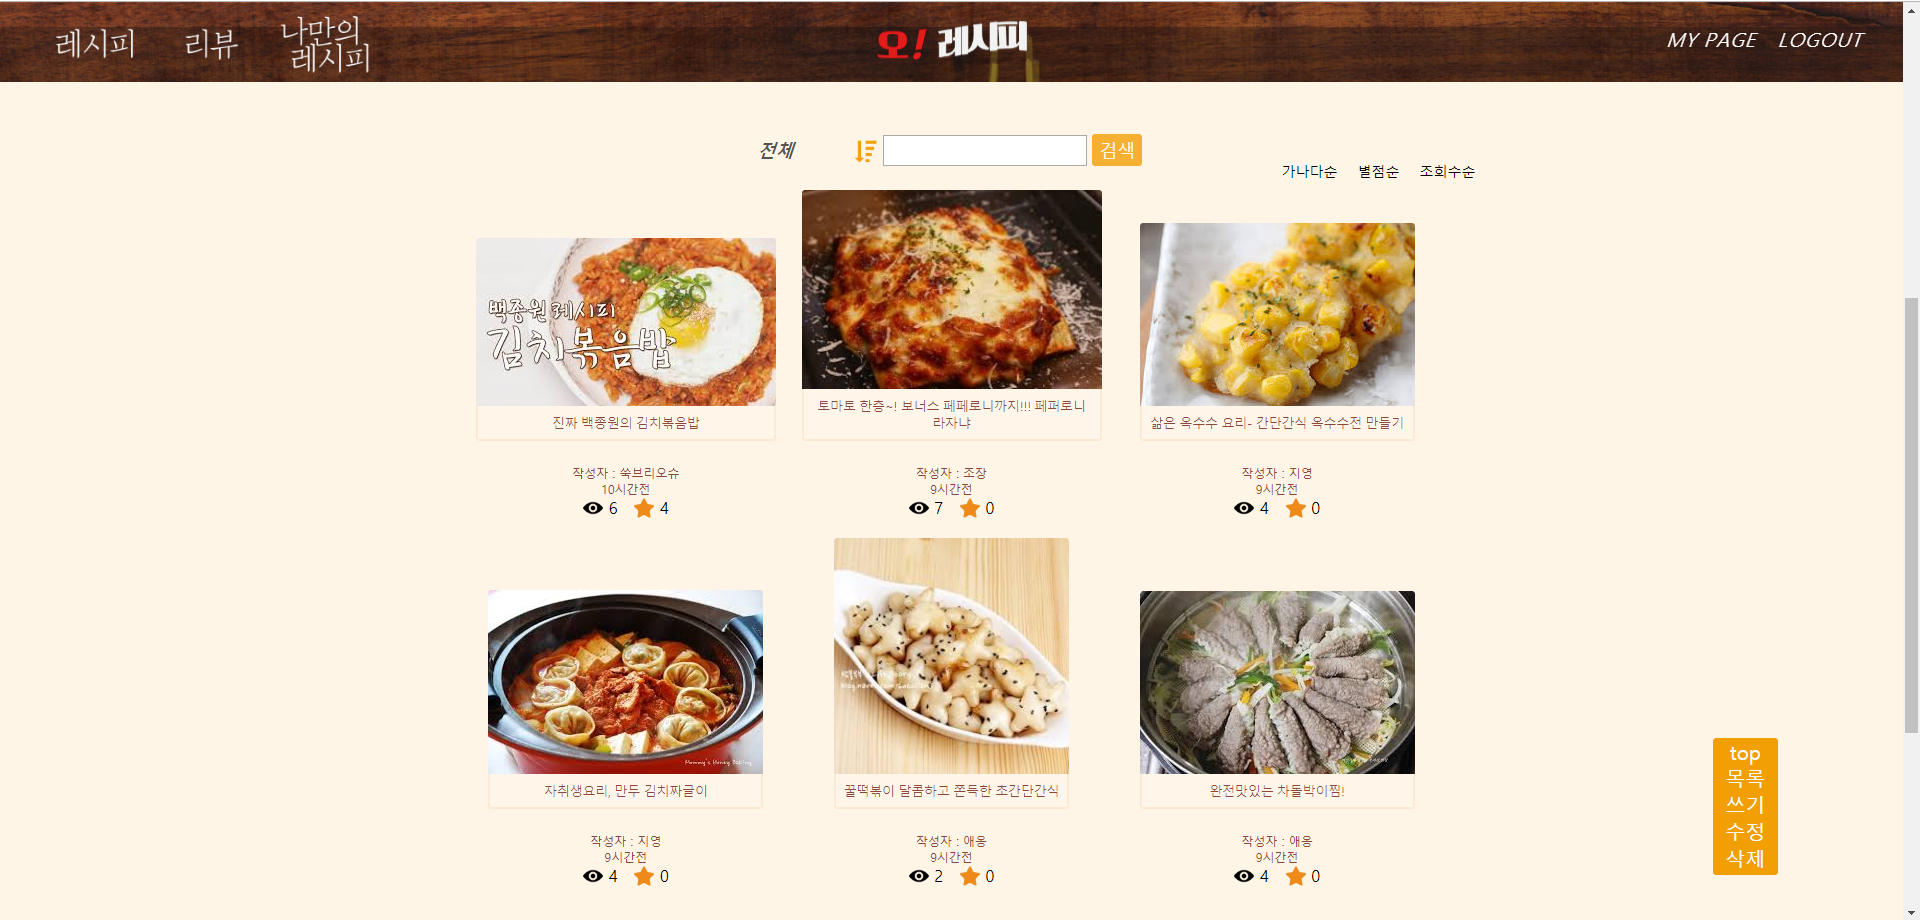 레시피
리뷰
나만의
레시피
오! 레시피
MY PAGE
LOGOUT
전체
검색
가나다순
별점순
조회수순
백종원 레시피
김치볶음밥
진짜 백종원의 김치볶음밥
토마토 한층~! 보너스 페페로니까지!!! 페퍼로니
라자냐
삶은 옥수수 요리- 간단간식 옥수수전 만들기
작성자 : 쑥브리오슈
10시간전
6
4
작성자 : 조장
9시간전
7
0
작성자 : 지영
9시간전
4
0
자취생요리, 만두 김치짜글이
꿀떡볶이 달콤하고 쫀득한 초간단간식
완전맛있는 차돌박이찜!
작성자 : 지영
9시간전
4
0
작성자 : 애옹
9시간전
2
0
작성자 : 애옹
9시간전
4
0
top
목록
쓰기
수정
삭제